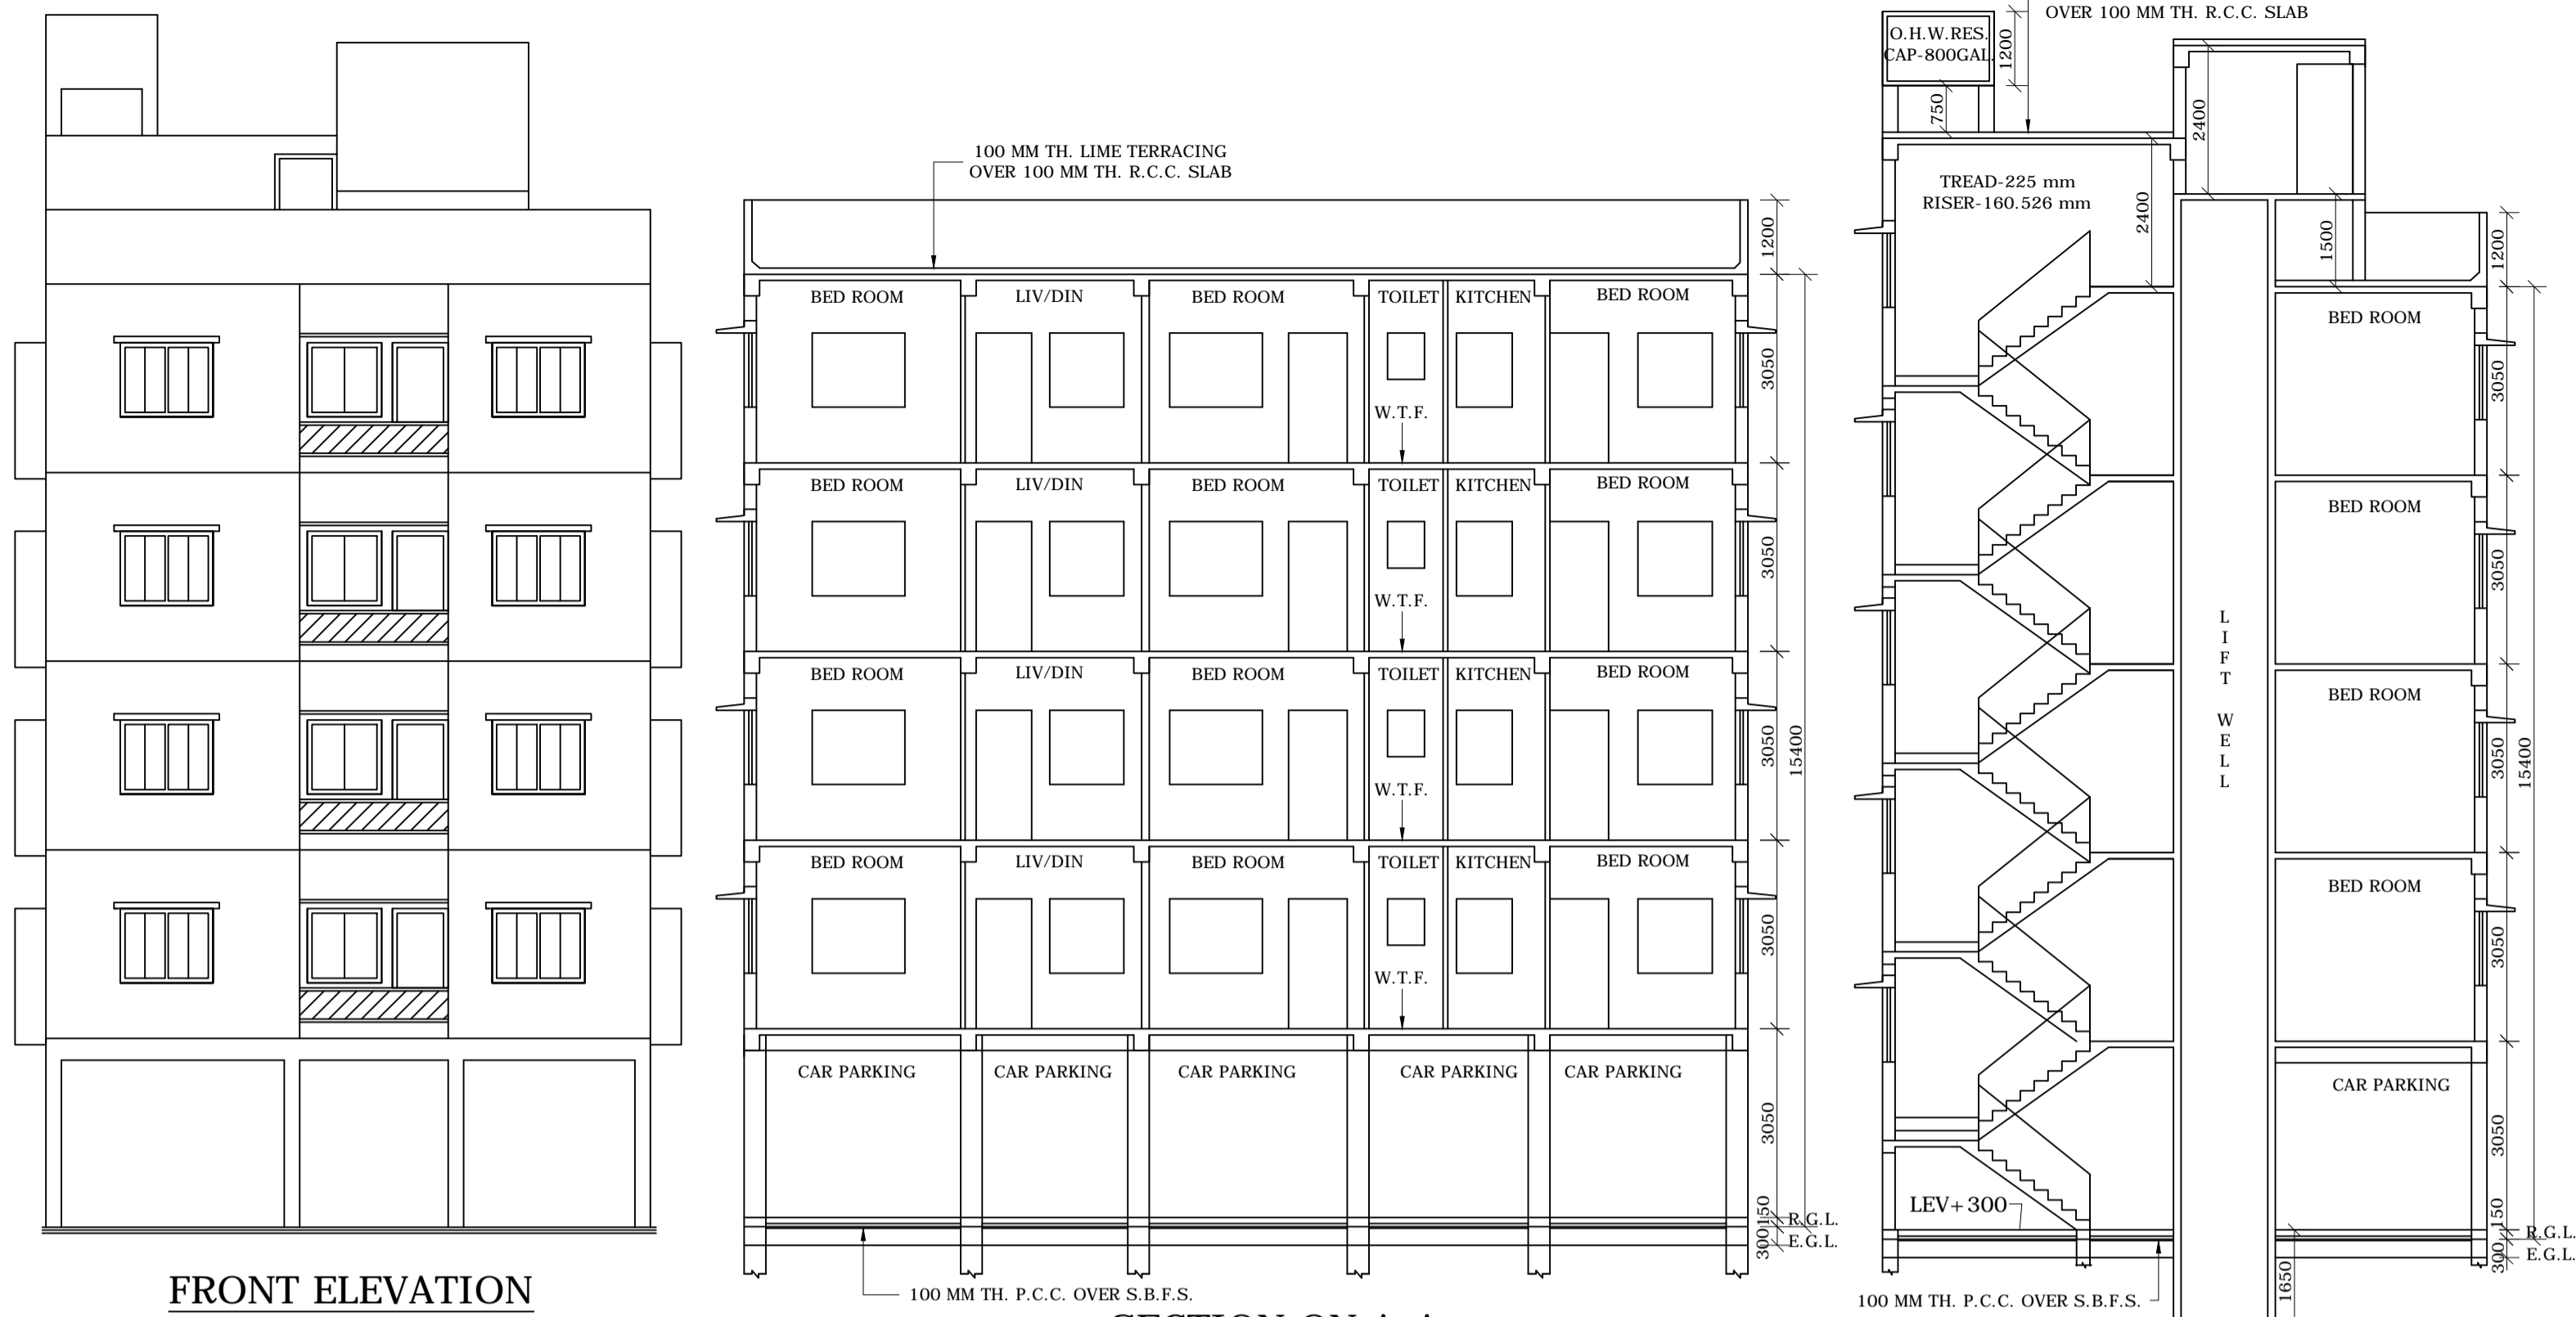 FRONT ELEVATION
100 MM TH. LIME TERRACING
OVER 100 MM TH. R.C.C. SLAB
1200
BED ROOM LIV/DIN BED ROOM TOILET KITCHEN BED ROOM
3050
W.T.F.
BED ROOM LIV/DIN BED ROOM TOILET KITCHEN BED ROOM
3050
W.T.F.
BED ROOM LIV/DIN BED ROOM TOILET KITCHEN BED ROOM
3050
15400
W.T.F.
BED ROOM LIV/DIN BED ROOM TOILET KITCHEN BED ROOM
3050
W.T.F.
CAR PARKING CAR PARKING CAR PARKING CAR PARKING CAR PARKING
3050
150
R.G.L.
300
E.G.L.
100 MM TH. P.C.C. OVER S.B.F.S.
OVER 100 MM TH. R.C.C. SLAB
O.H.W.RES.
CAP-800GAL.
1200
750
2400
TREAD-225 mm
RISER-160.526 mm
2400
1500
1200
BED ROOM
3050
BED ROOM
3050
LIFT WELL
BED ROOM
3050
15400
BED ROOM
3050
CAR PARKING
3050
LEV+300
150
R.G.L.
300
E.G.L.
1650
100 MM TH. P.C.C. OVER S.B.F.S.